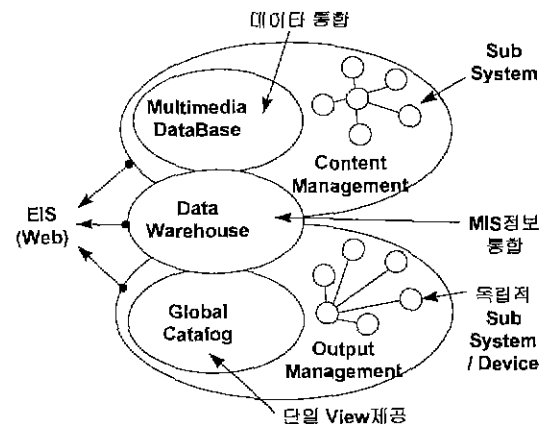 데이타 통합
Sub
System
Multimedia
DataBase
Content
Management
EIS
(Web)
Data
Warehouse
MIS정보
통합
독립적
Sub
System
/ Device
Global
Catalog
Output
Management
단일 View제공